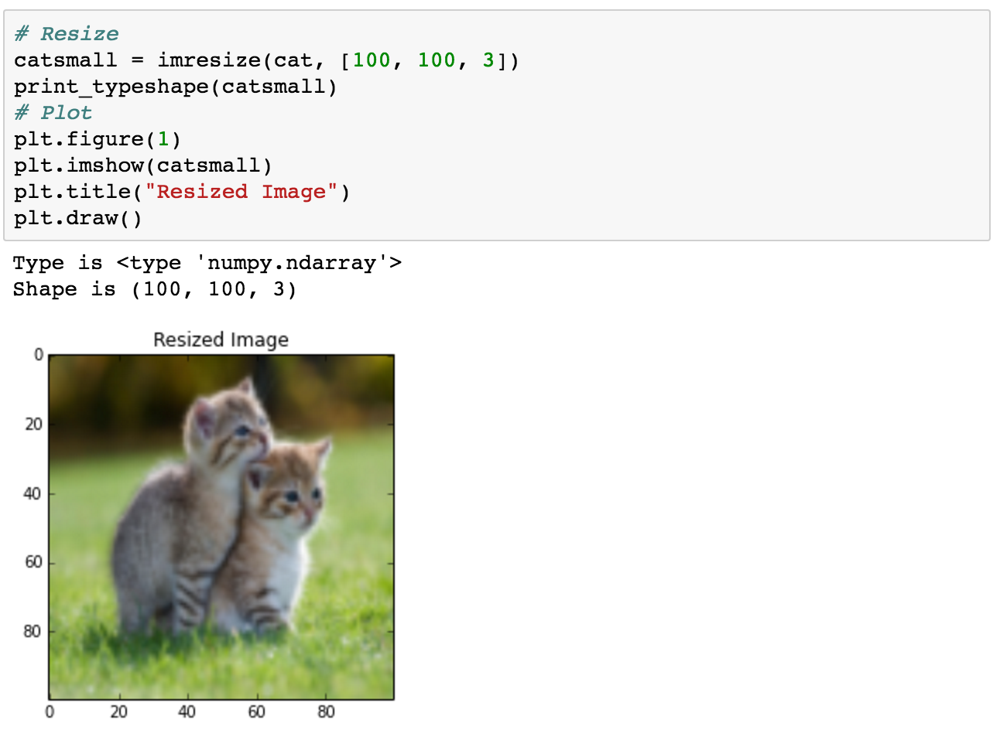 # Resize
catsmall = imresize(cat, [100, 100, 3])
print_typeshape(catsmall)
# Plot
plt.figure(1)
plt.imshow(catsmall)
plt.title("Resized Image")
plt.draw()
Type is <type 'numpy.ndarray'>
Shape is (100, 100, 3)
Resized Image
0
20
40
60
80
0 20 40 60 80